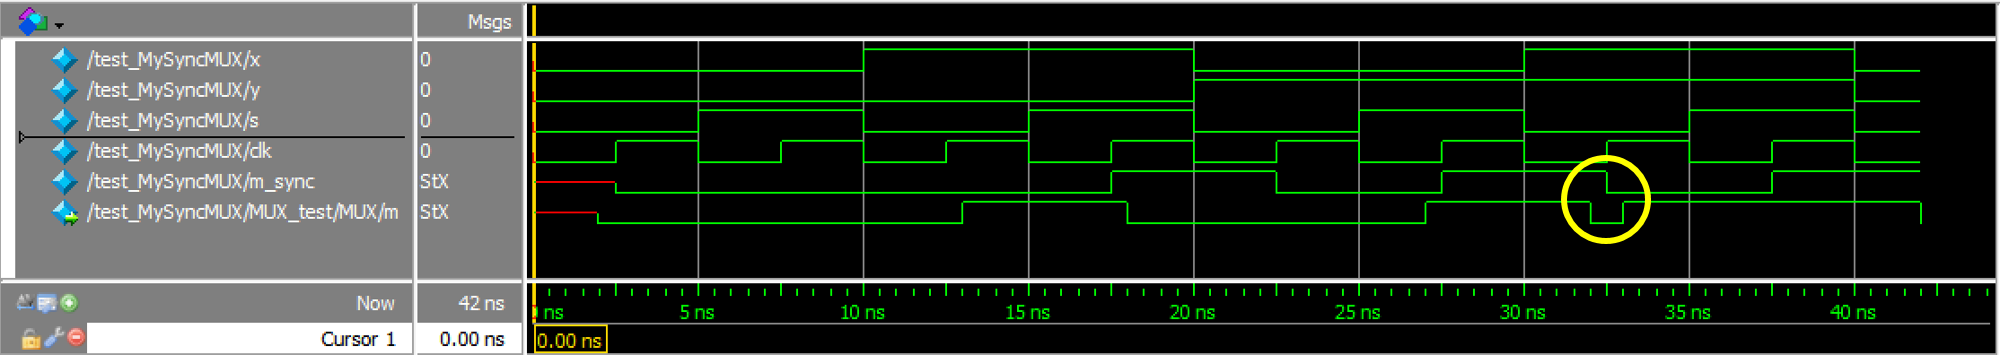 Msgs
/test_MySyncMUX/x 0
/test_MySyncMUX/y 0
/test_MySyncMUX/s 0
/test_MySyncMUX/clk 0
/test_MySyncMUX/m_sync StX
/test_MySyncMUX/MUX_test/MUX/m StX
Now 42 ns ns 5 ns 10 ns 15 ns 20 ns 25 ns 30 ns 35 ns 40 ns
Cursor 1 0.00 ns 0.00 ns